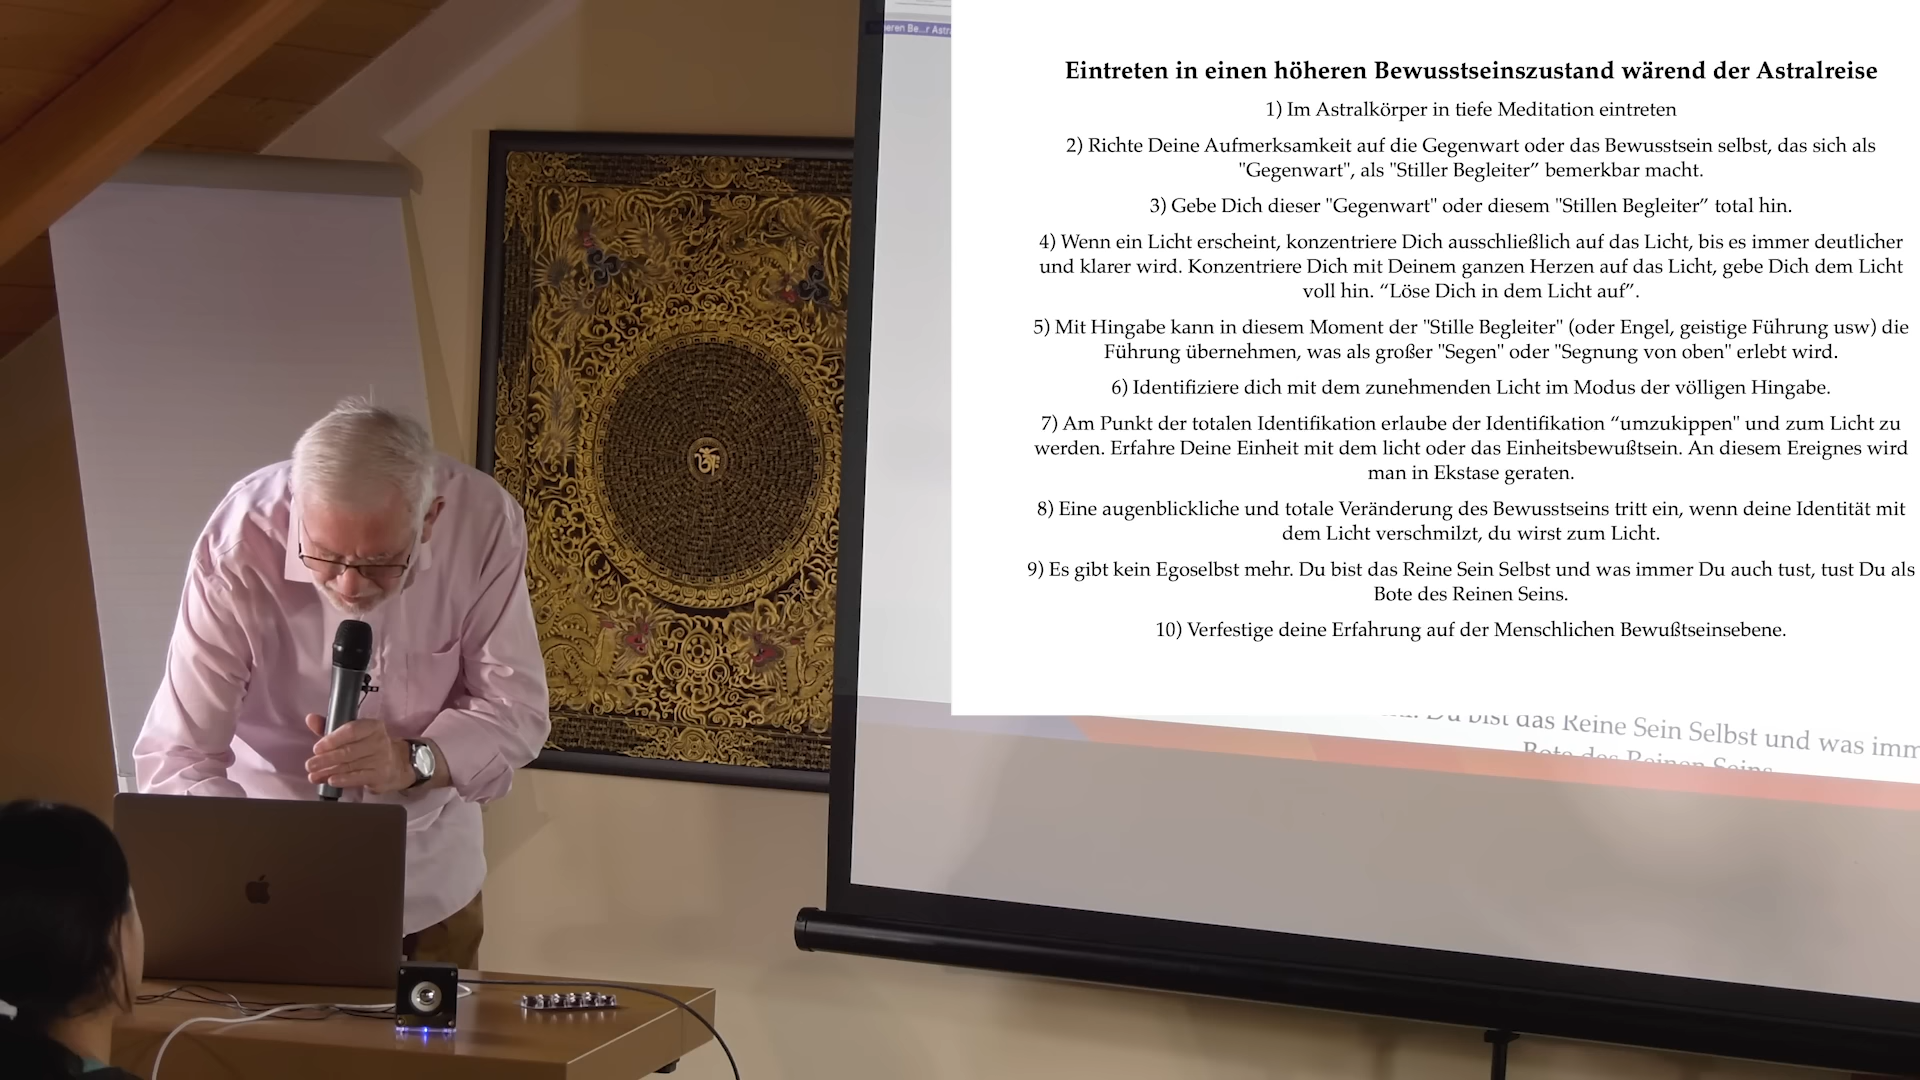 eren Be...r Astr
Eintreten in einen höheren Bewusstseinszustand wärend der Astralreise
1) Im Astralkörper in tiefe Meditation eintreten
2) Richte Deine Aufmerksamkeit auf die Gegenwart oder das Bewusstsein selbst, das sich als
"Gegenwart", als "Stiller Begleiter” bemerkbar macht.
3) Gebe Dich dieser "Gegenwart" oder diesem "Stillen Begleiter” total hin.
4) Wenn ein Licht erscheint, konzentriere Dich ausschließlich auf das Licht, bis es immer deutlicher
und klarer wird. Konzentriere Dich mit Deinem ganzen Herzen auf das Licht, gebe Dich dem Licht
voll hin. “Löse Dich in dem Licht auf”.
5) Mit Hingabe kann in diesem Moment der "Stille Begleiter" (oder Engel, geistige Führung usw) die
Führung übernehmen, was als großer "Segen" oder "Segnung von oben" erlebt wird.
6) Identifiziere dich mit dem zunehmenden Licht im Modus der völligen Hingabe.
7) Am Punkt der totalen Identifikation erlaube der Identifikation “umzukippen" und zum Licht zu
werden. Erfahre Deine Einheit mit dem licht oder das Einheitsbewußtsein. An diesem Ereignes wird
man in Ekstase geraten.
8) Eine augenblickliche und totale Veränderung des Bewusstseins tritt ein, wenn deine Identität mit
dem Licht verschmilzt, du wirst zum Licht.
9) Es gibt kein Egoselbst mehr. Du bist das Reine Sein Selbst und was immer Du auch tust, tust Du als
Bote des Reinen Seins.
10) Verfestige deine Erfahrung auf der Menschlichen Bewußtseinsebene.
Du bist das Reine Sein Selbst und was imm
Bote des Reinen Seins